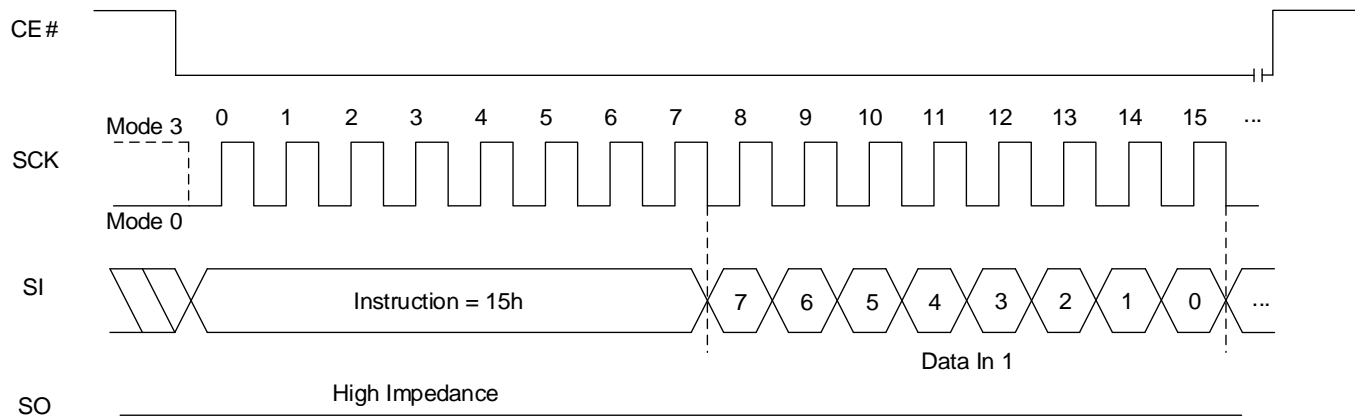 CE#
Mode 3 0 1 2 3 4 5 6 7 8 9 10 11 12 13 14 15 ...
SCK
Mode 0
SI Instruction = 15h 7 6 5 4 3 2 1 0 ...
Data In 1
High Impedance
SO